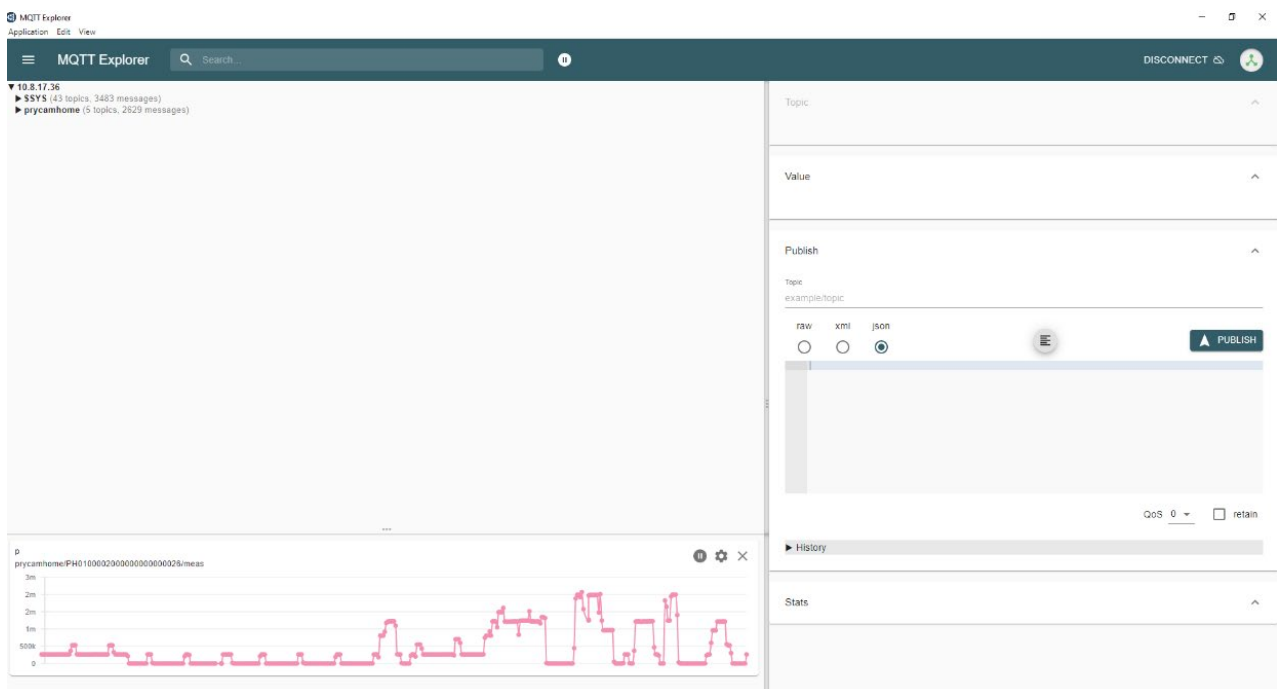 MQTT Explorer
Application Edit View
MQTT Explorer
Search...
DISCONNECT
▼ 10.8.17.36
▶ $SYS (43 topics, 3483 messages)
▶ prycamhome (5 topics, 2629 messages)
Topic
Value
Publish
Topic
example/topic
raw xml json
PUBLISH
QoS 0 retain
▶ History
Stats
p
prycamhome/PH0100002000000000000026/meas
3m
2m
2m
1m
500k
0